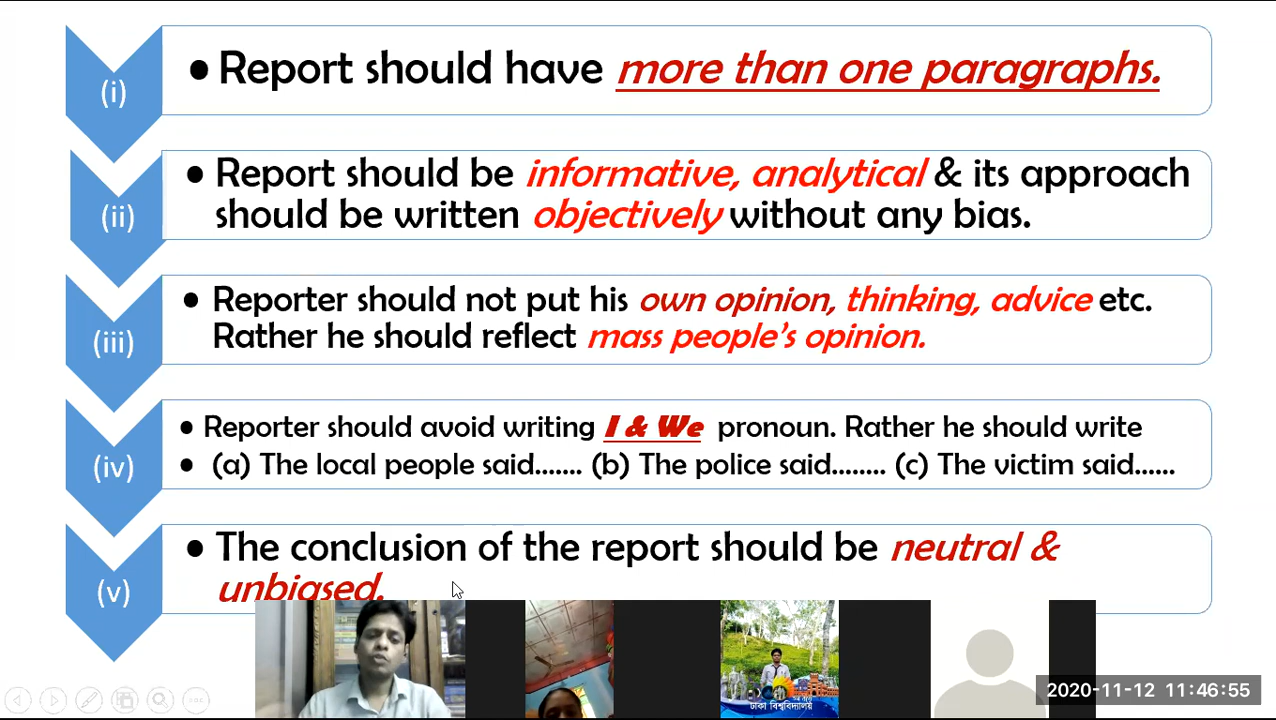 (i)
• Report should have more than one paragraphs.
(ii)
• Report should be informative, analytical & its approach
should be written objectively without any bias.
(iii)
• Reporter should not put his own opinion, thinking, advice etc.
Rather he should reflect mass people's opinion.
(iv)
• Reporter should avoid writing I & We pronoun. Rather he should write
• (a) The local people said....... (b) The police said........ (c) The victim said......
(v)
• The conclusion of the report should be neutral &
unbiased.
ঢাকা বিশ্ববিদ্যালয়
2020-11-12 11:46:55